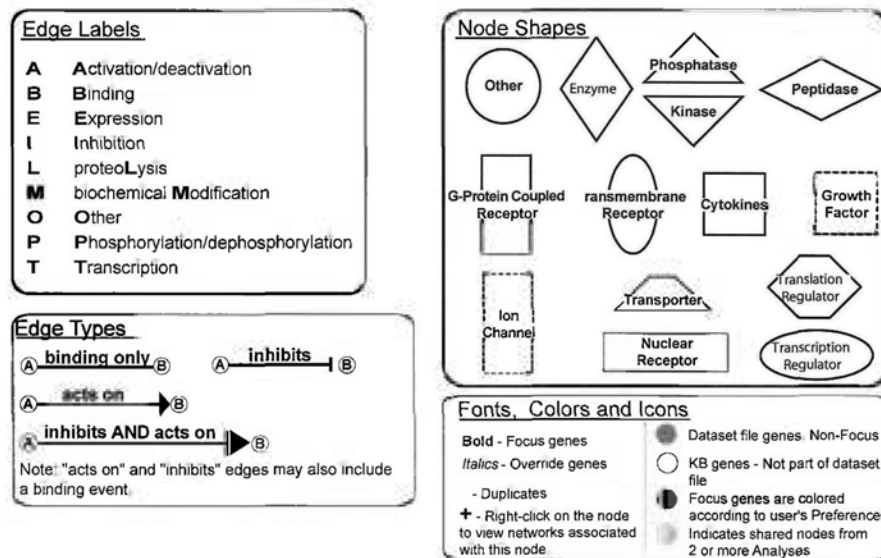 Edge Labels
A Activation/deactivation
B Binding
E Expression
I Inhibition
L proteoLysis
M biochemical Modification
O Other
P Phosphorylation/dephosphorylation
T Transcription
Edge Types
A binding only B
A inhibits B
A acts on B
A inhibits AND acts on B
Note: "acts on" and "inhibits" edges may also include
a binding event
Node Shapes
Other
Enzyme
Phosphatase
Kinase
Peptidase
G-Protein Coupled
Receptor
ransmembrane
Receptor
Cytokines
Growth
Factor
Ion
Channel
Transporter
Nuclear
Receptor
Translation
Regulator
Transcription
Regulator
Fonts, Colors and Icons
Bold - Focus genes
Italics - Override genes
- Duplicates
+ - Right-click on the node
to view networks associated
with this node
Dataset file genes Non-Focus
KB genes - Not part of dataset
file
Focus genes are colored
according to user's Preference
Indicates shared nodes from
2 or more Analyses